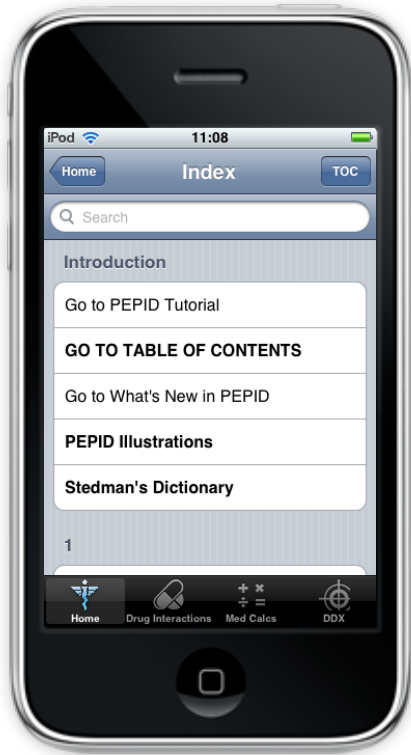 iPod 11:08
Home Index TOC
Search
Introduction
Go to PEPID Tutorial
GO TO TABLE OF CONTENTS
Go to What's New in PEPID
PEPID Illustrations
Stedman's Dictionary
1
Home Drug Interactions Med Calcs DDX